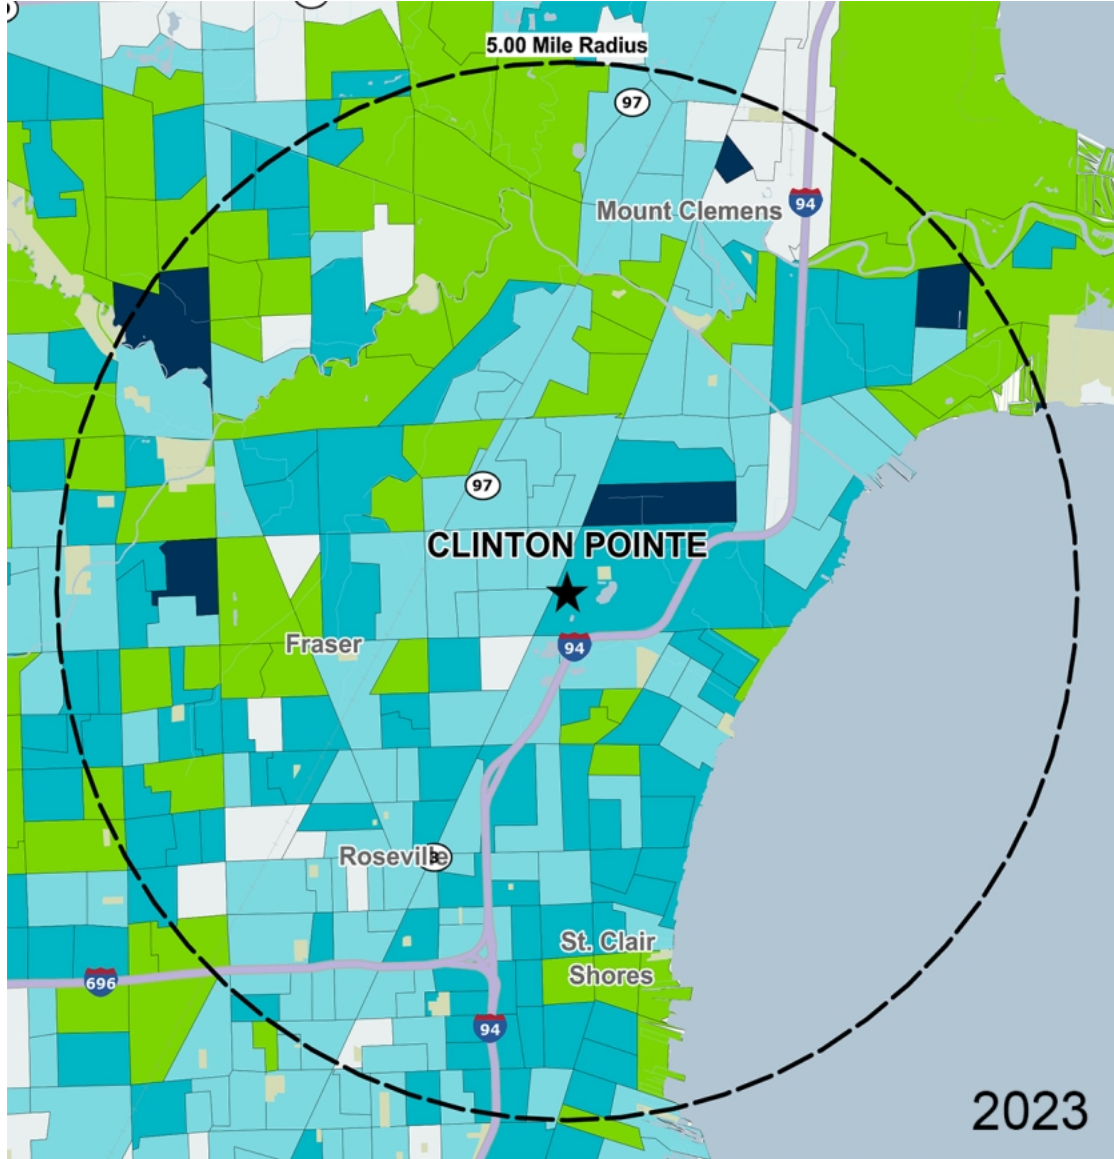 5.00 Mile Radius
97
94
Mount Clemens
97
CLINTON POINTE
Fraser
94
Roseville
St. Clair
Shores
696
94
2023